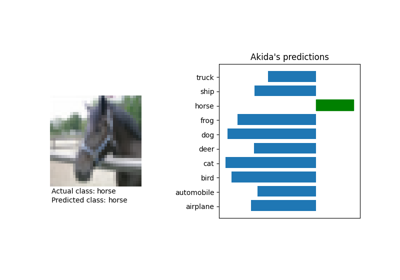 Akida's predictions
truck
ship
horse
frog
dog
deer
cat
bird
automobile
airplane
Actual class: horse
Predicted class: horse